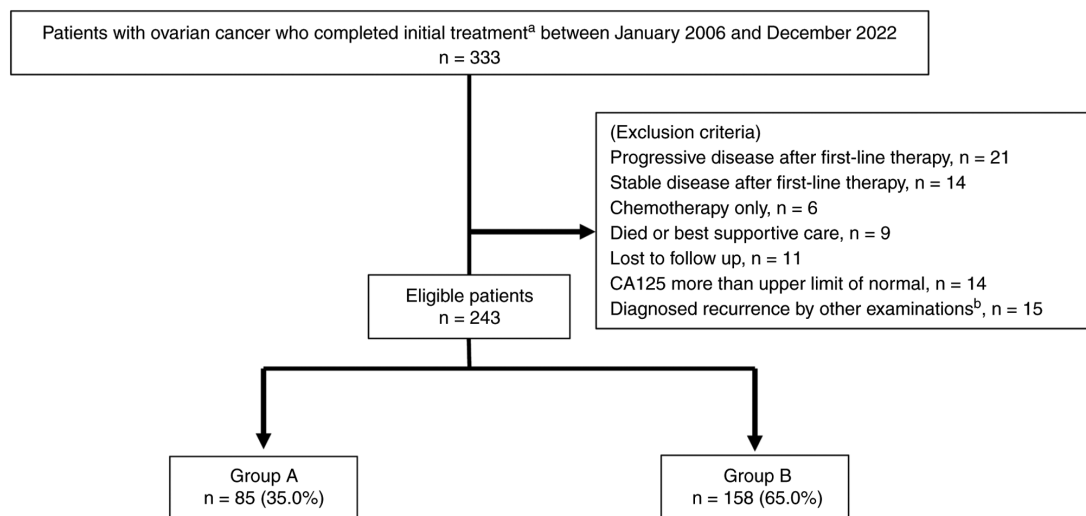 Patients with ovarian cancer who completed initial treatmentᵃ between January 2006 and December 2022
n = 333
(Exclusion criteria)
Progressive disease after first-line therapy, n = 21
Stable disease after first-line therapy, n = 14
Chemotherapy only, n = 6
Died or best supportive care, n = 9
Lost to follow up, n = 11
CA125 more than upper limit of normal, n = 14
Diagnosed recurrence by other examinationsᵇ, n = 15
Eligible patients
n = 243
Group A
n = 85 (35.0%)
Group B
n = 158 (65.0%)